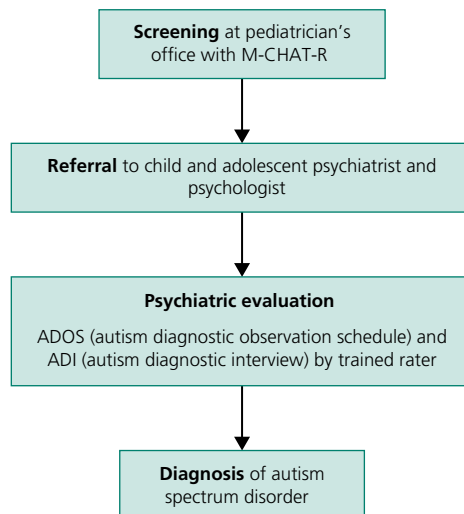 Screening at pediatrician's
office with M-CHAT-R
Referral to child and adolescent psychiatrist and
psychologist
Psychiatric evaluation
ADOS (autism diagnostic observation schedule) and
ADI (autism diagnostic interview) by trained rater
Diagnosis of autism
spectrum disorder